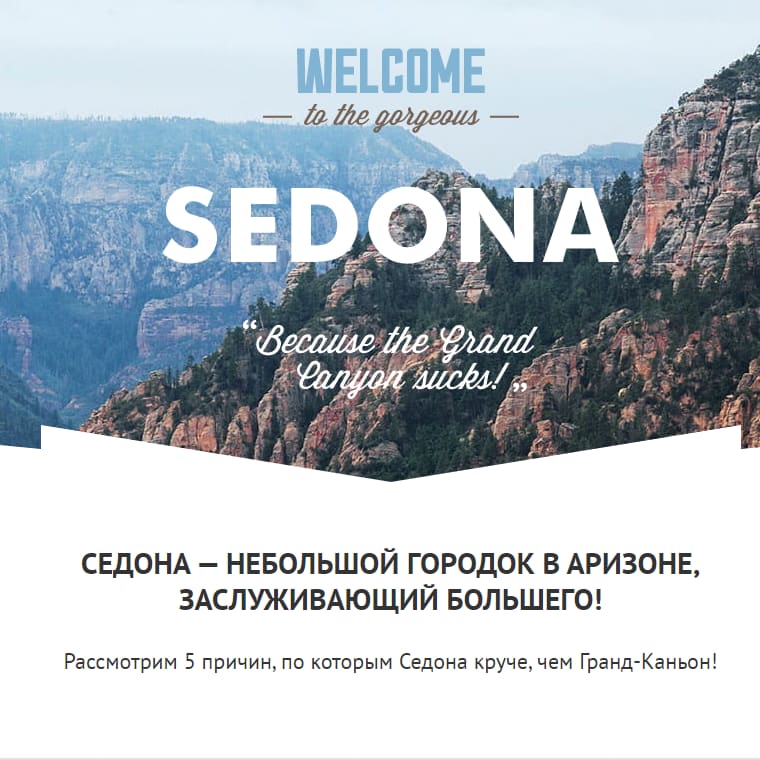 WELCOME
to the gorgeous
SEDONA
“Because the Grand
Canyon sucks!„
СЕДОНА — НЕБОЛЬШОЙ ГОРОДОК В АРИЗОНЕ,
ЗАСЛУЖИВАЮЩИЙ БОЛЬШЕГО!
Рассмотрим 5 причин, по которым Седона круче, чем Гранд-Каньон!